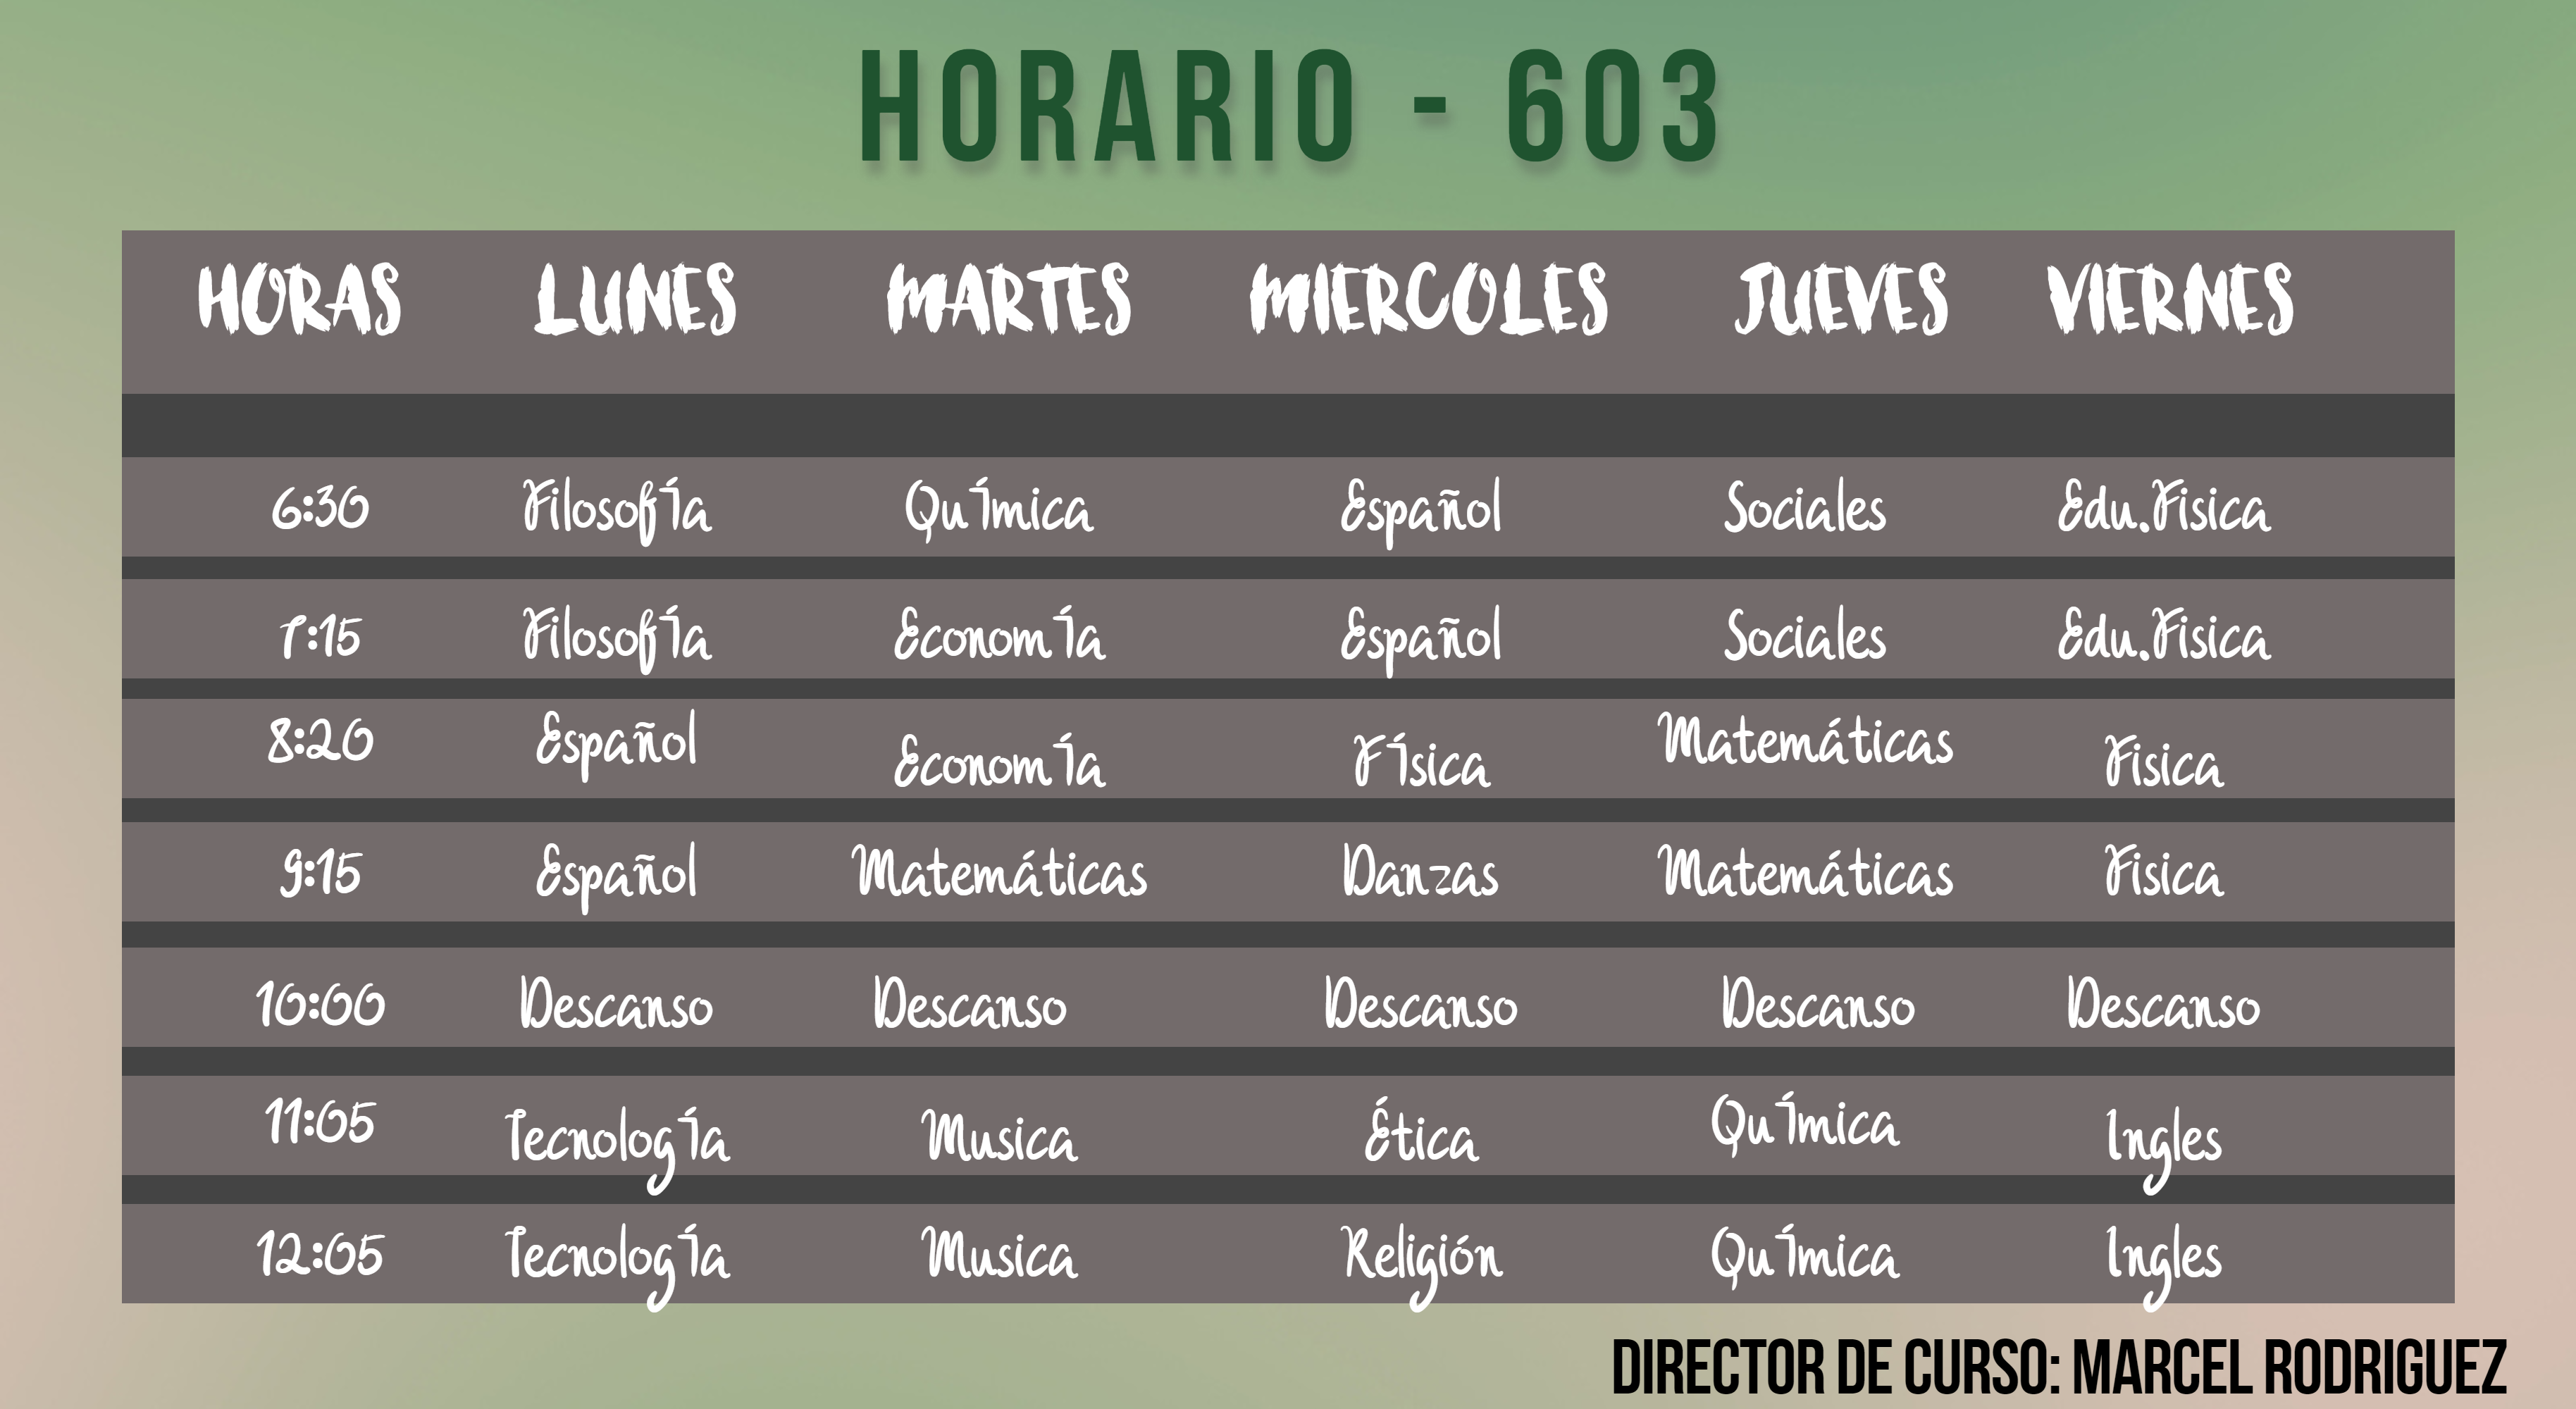 HORARIO - 603
HORAS LUNES MARTES MIERCOLES JUEVES VIERNES
6:30 Filosofía Química Español Sociales Edu.Fisica
7:15 Filosofía Economía Español Sociales Edu.Fisica
8:20 Español Economía Física Matemáticas Fisica
9:15 Español Matemáticas Danzas Matemáticas Fisica
10:00 Descanso Descanso Descanso Descanso Descanso
11:05 Tecnología Musica Ética Química Ingles
12:05 Tecnología Musica Religión Química Ingles
DIRECTOR DE CURSO: MARCEL RODRIGUEZ